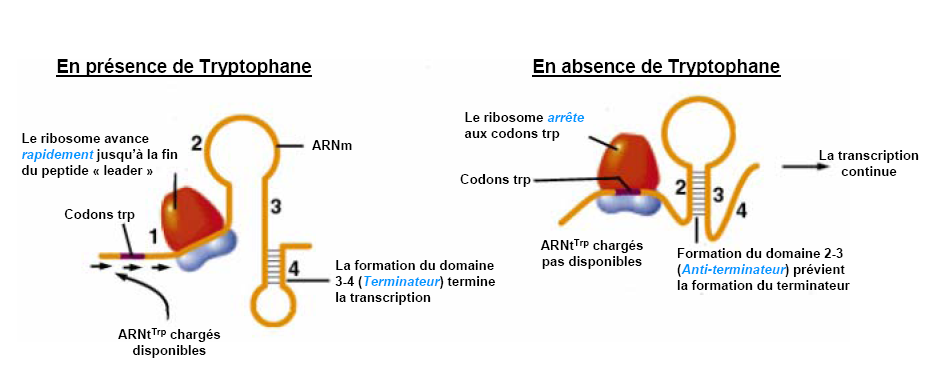 En présence de Tryptophane
Le ribosome avance
rapidement jusqu'à la fin
du peptide « leader »
2
ARNm
Codons trp
1
3
4
La formation du domaine
3-4 (Terminateur) termine
la transcription
ARNtTrp chargés
disponibles
En absence de Tryptophane
Le ribosome arrête
aux codons trp
La transcription
continue
Codons trp
2
3
4
ARNtTrp chargés
pas disponibles
Formation du domaine 2-3
(Anti-terminateur) prévient
la formation du terminateur